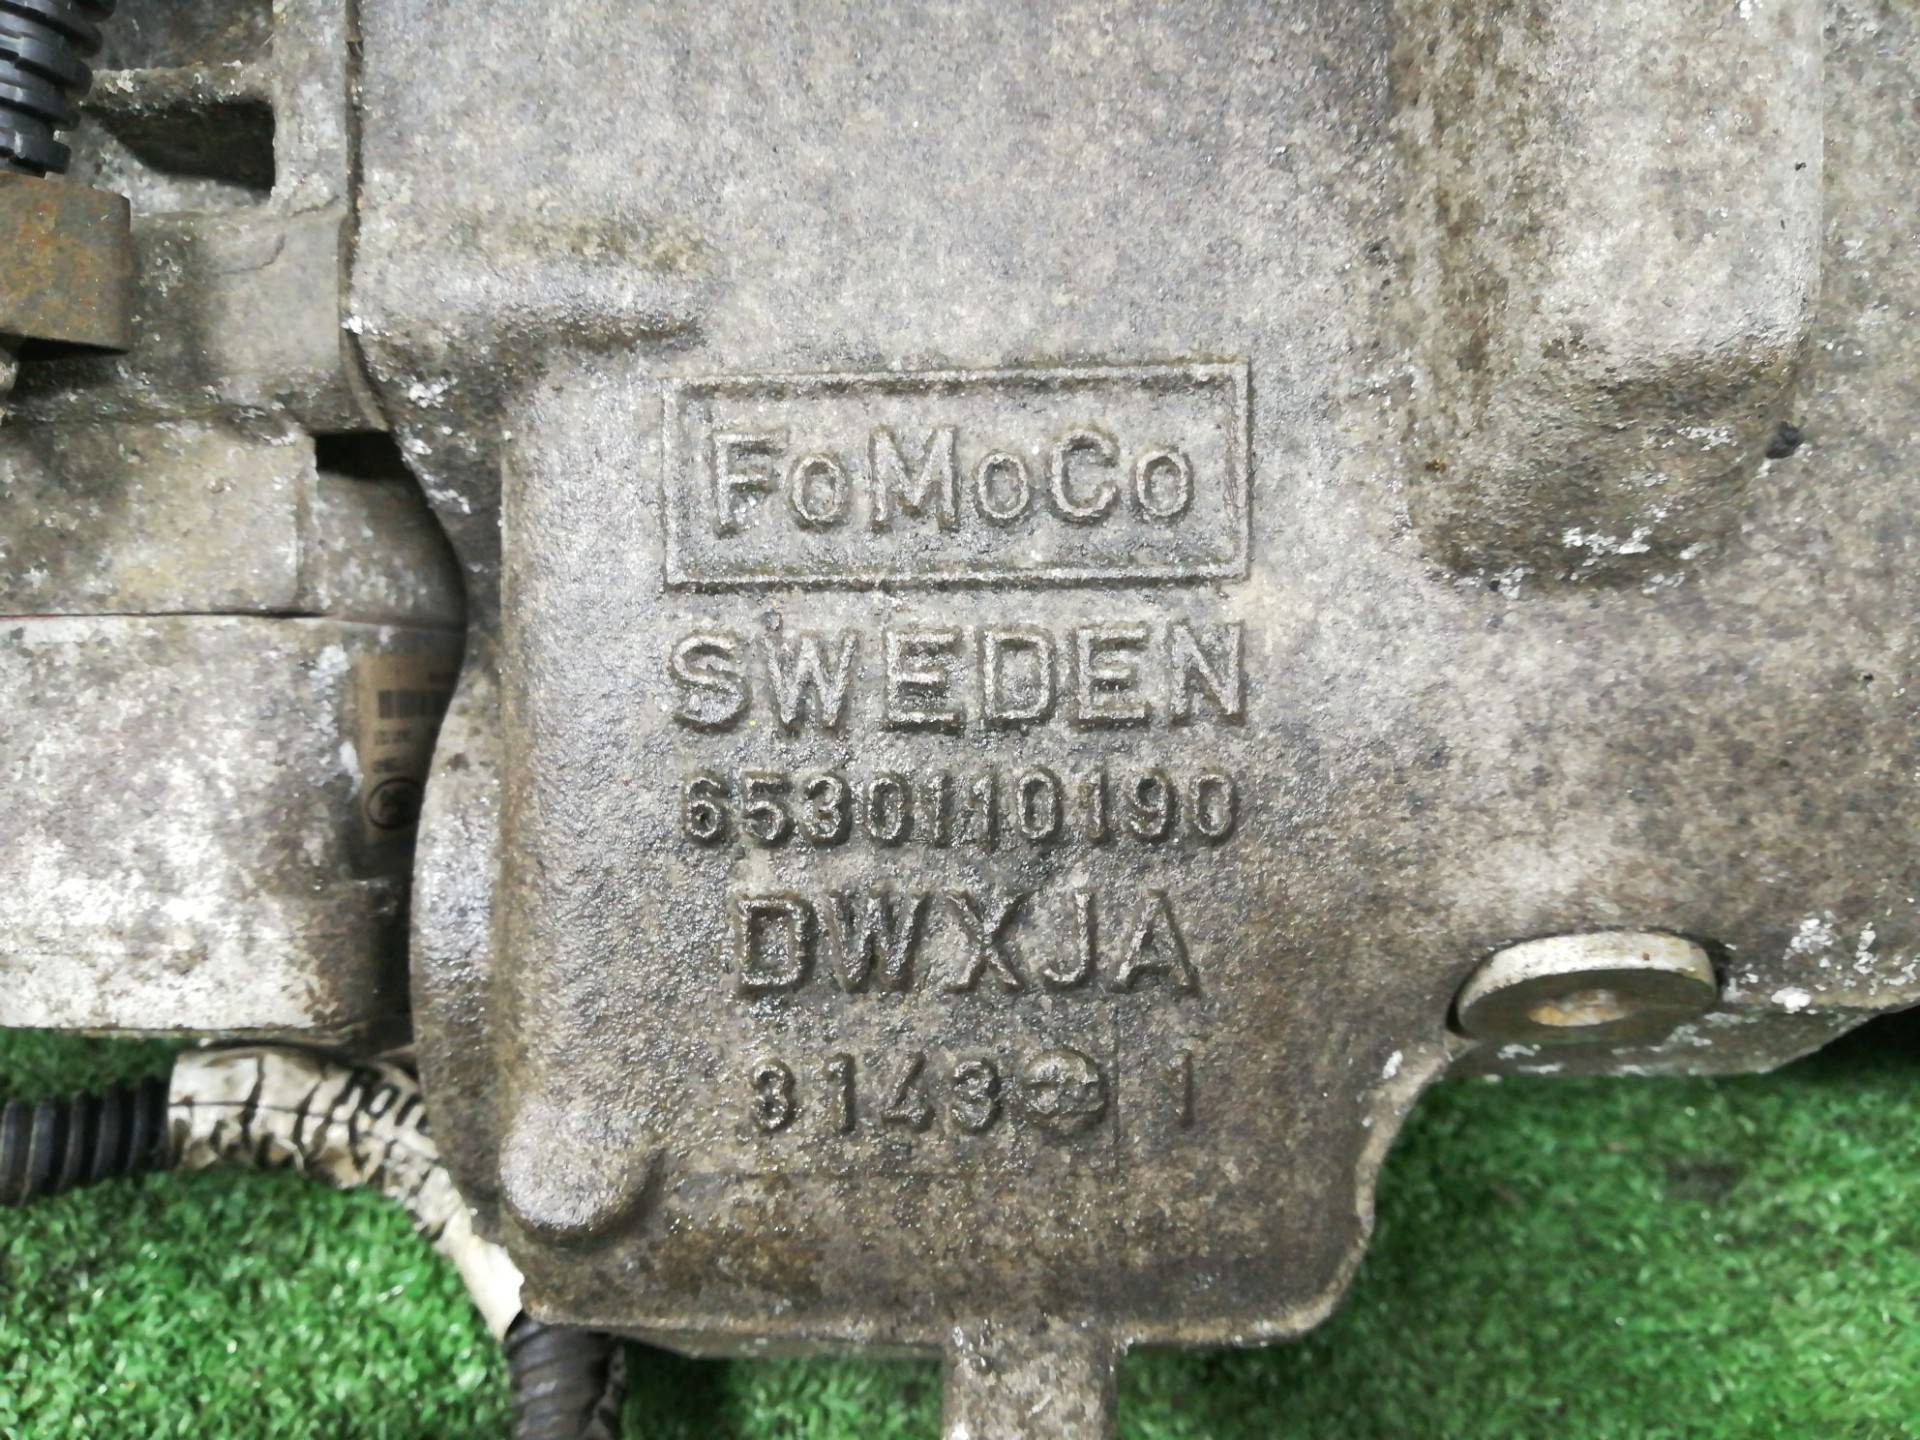 FoMoCo
SWEDEN
6530110190
DWXJA
3143 1